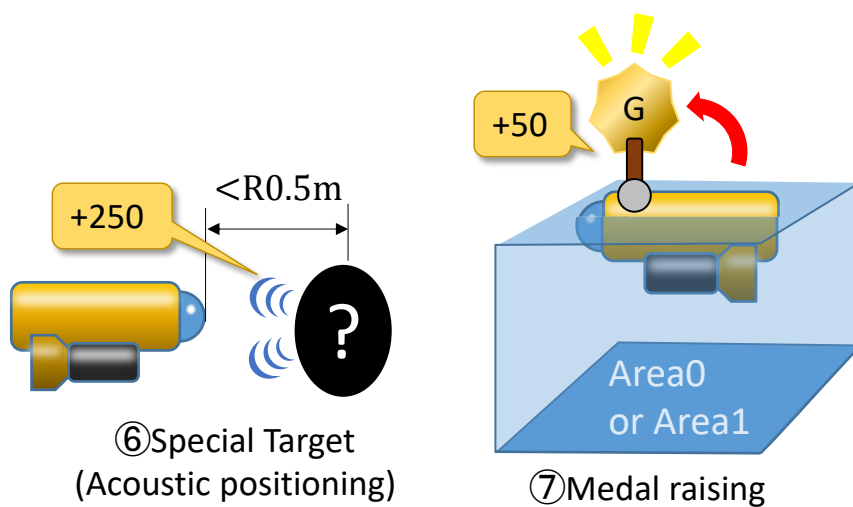 +250
<R0.5m
?
⑥Special Target
(Acoustic positioning)
+50
G
Area0
or Area1
⑦Medal raising